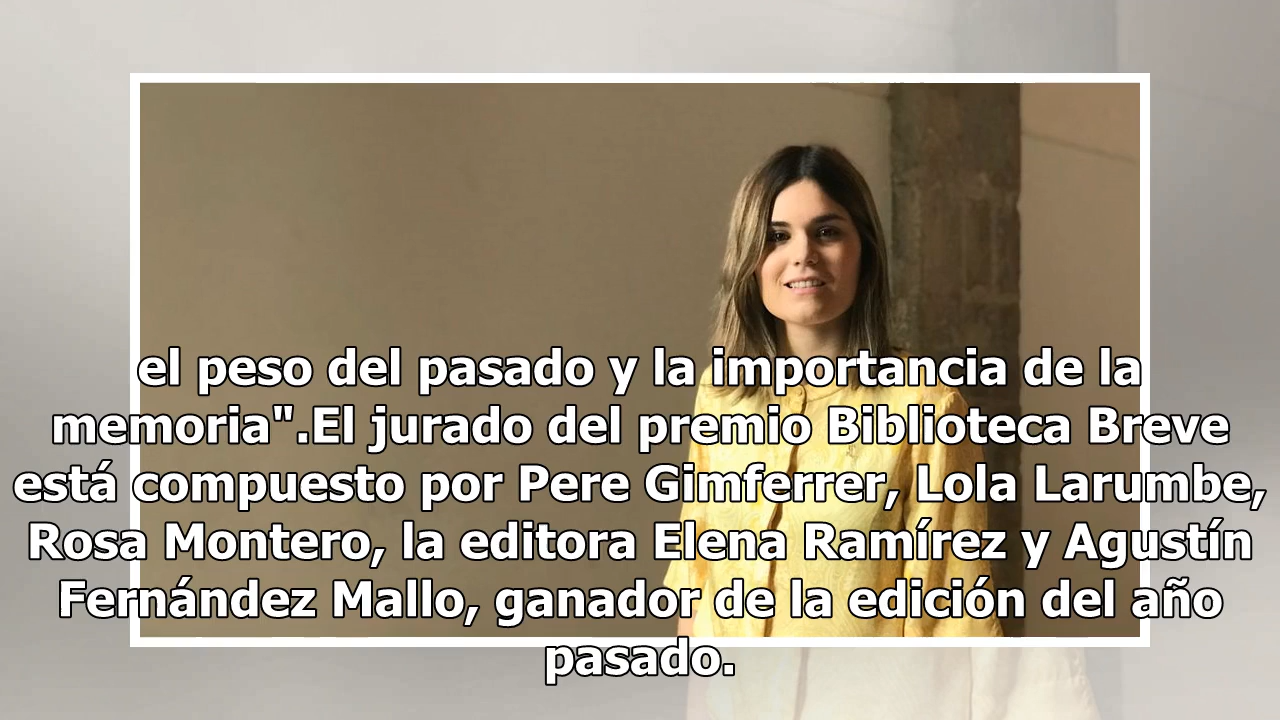 el peso del pasado y la importancia de la
memoria".El jurado del premio Biblioteca Breve
está compuesto por Pere Gimferrer, Lola Larumbe,
Rosa Montero, la editora Elena Ramírez y Agustín
Fernández Mallo, ganador de la edición del año
pasado.